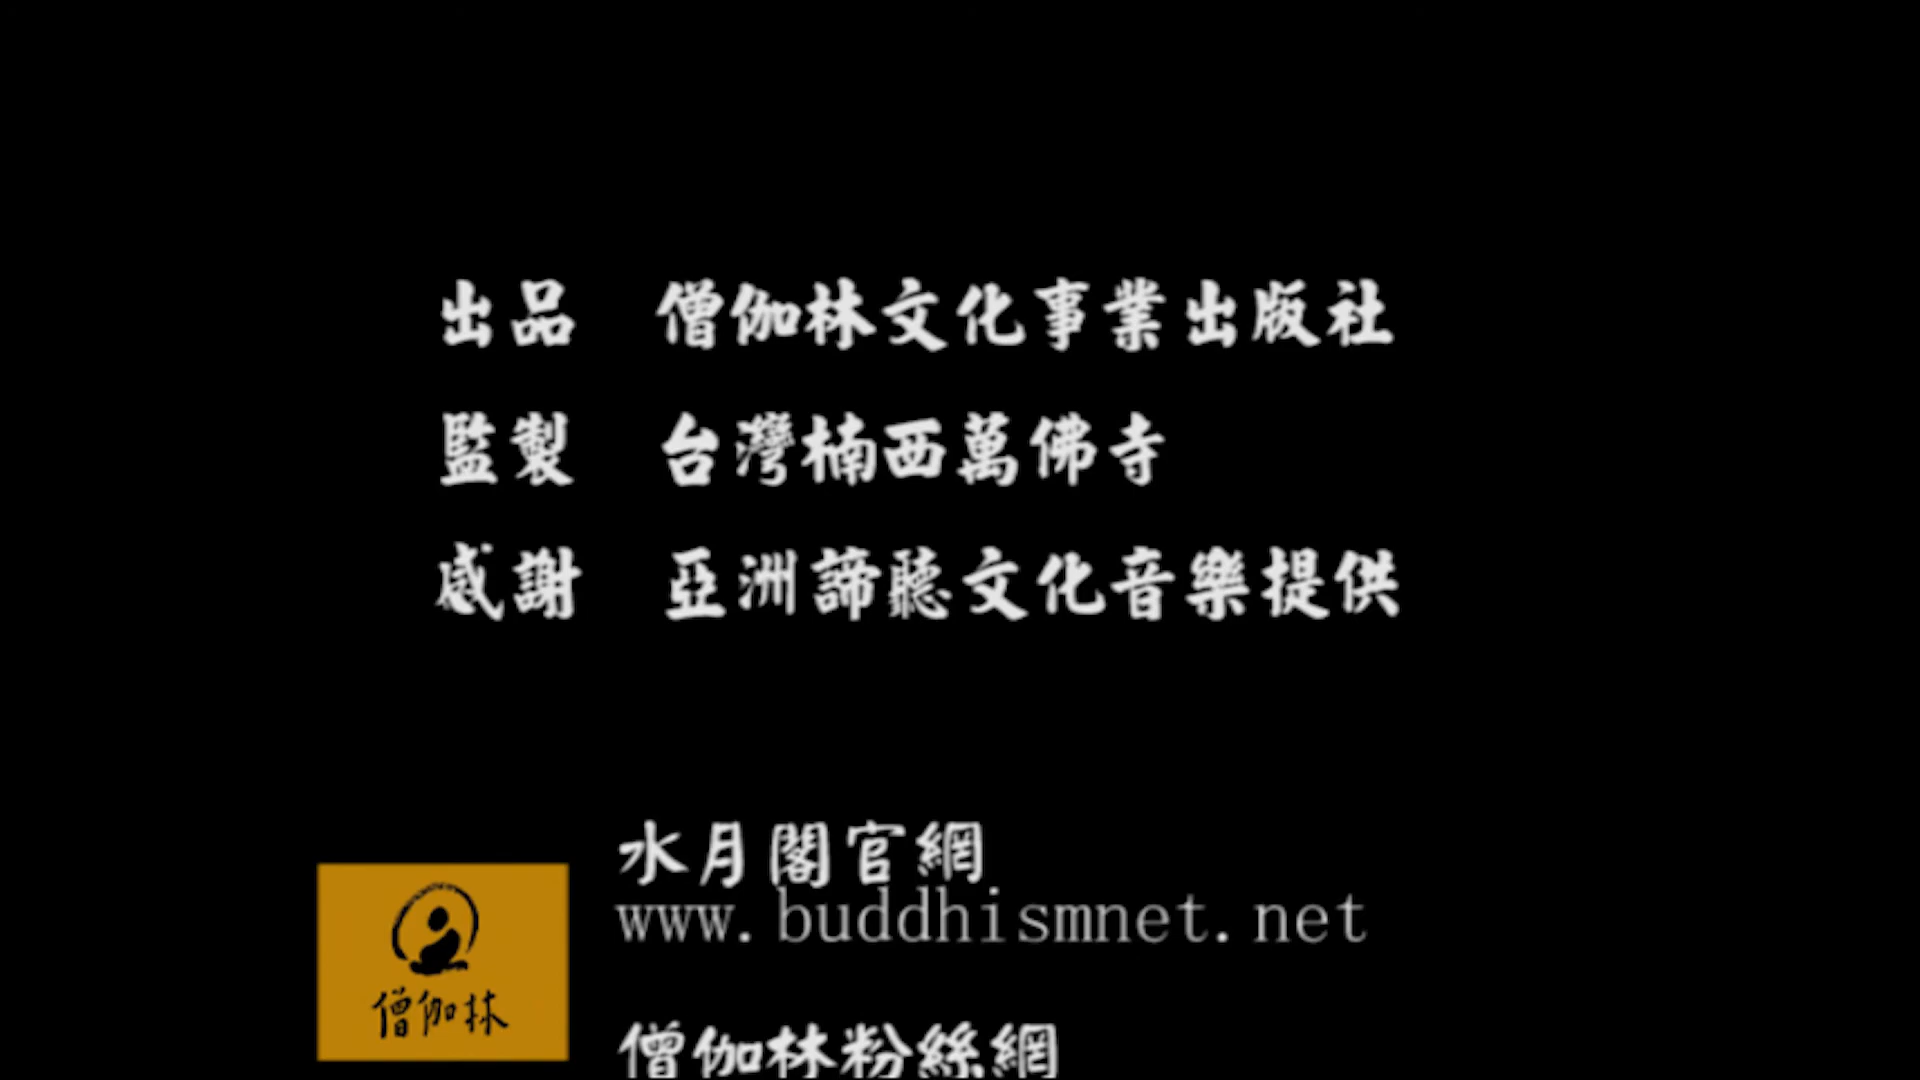 出品 僧伽林文化事業出版社
監製 台灣楠西萬佛寺
感謝 亞洲諦聽文化音樂提供
水月閣官網
www.buddhismnet.net
僧伽林
僧伽林粉絲網